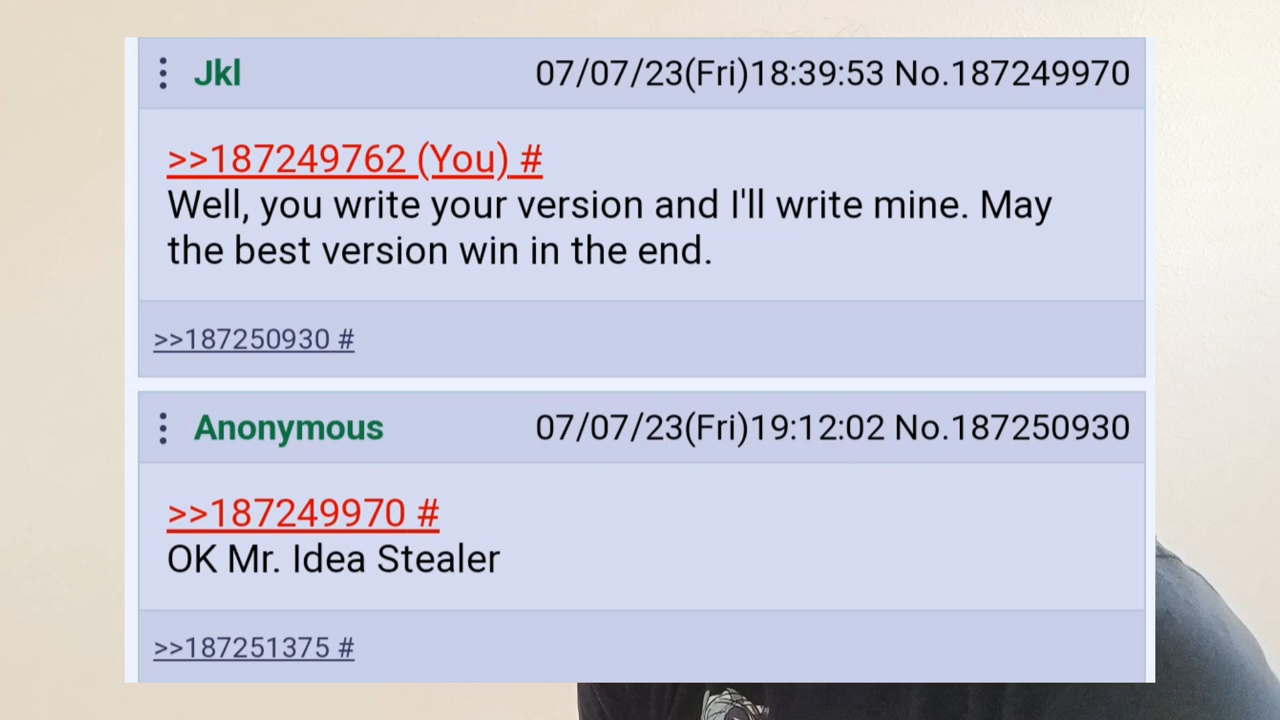 Jkl 07/07/23(Fri)18:39:53 No.187249970
>>187249762 (You) #
Well, you write your version and I'll write mine. May
the best version win in the end.
>>187250930 #
Anonymous 07/07/23(Fri)19:12:02 No.187250930
>>187249970 #
OK Mr. Idea Stealer
>>187251375 #